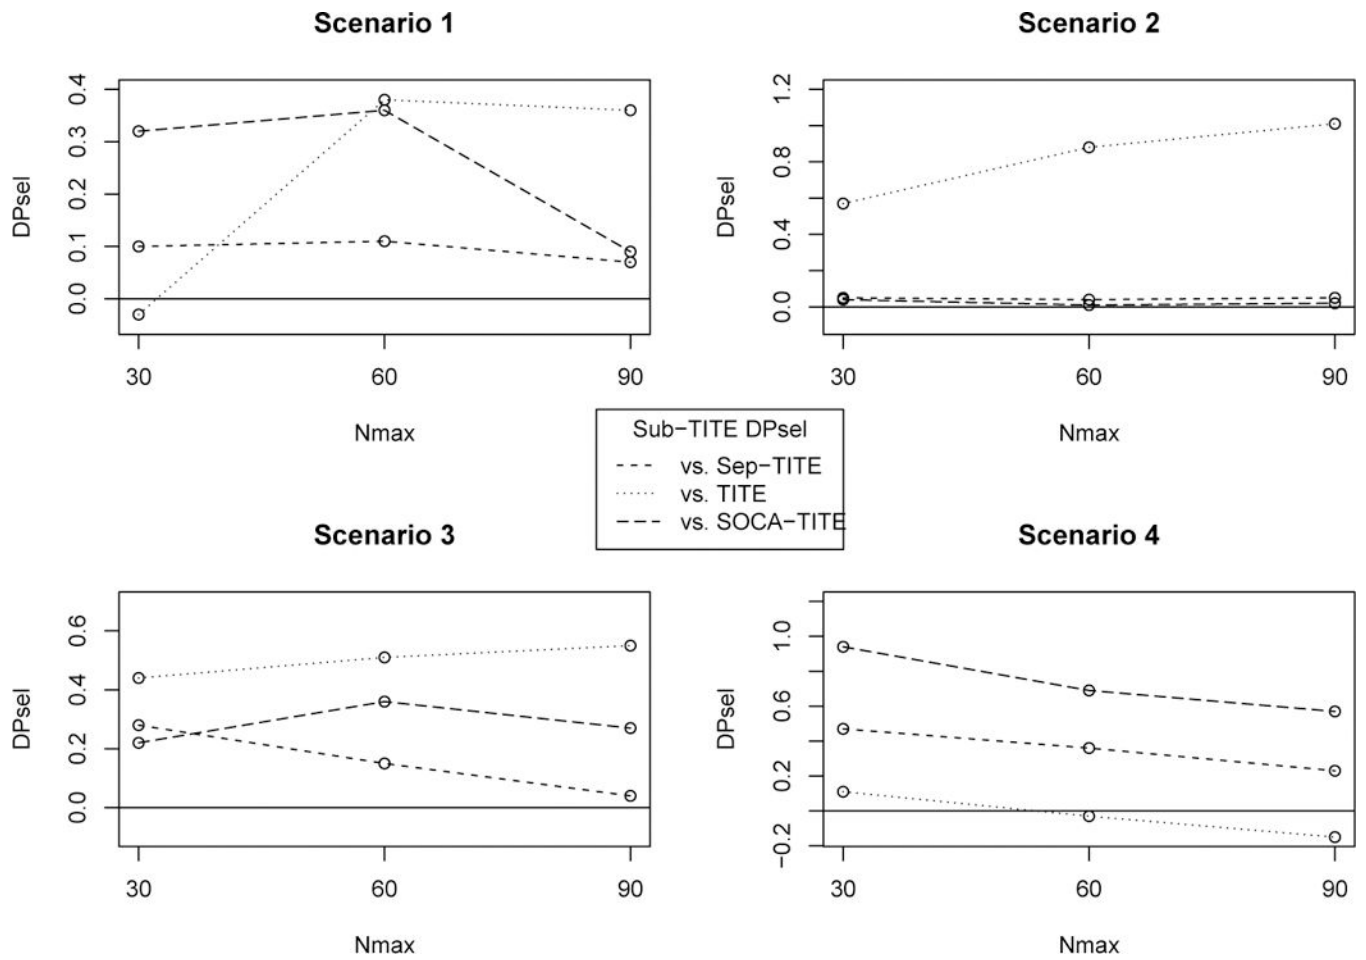 Scenario 1
DPsel
0.0 0.1 0.2 0.3 0.4
30 60 90
Nmax
Scenario 2
DPsel
0.0 0.4 0.8 1.2
30 60 90
Nmax
Sub−TITE DPsel
vs. Sep−TITE
vs. TITE
vs. SOCA−TITE
Scenario 3
DPsel
0.0 0.2 0.4 0.6
30 60 90
Nmax
Scenario 4
DPsel
−0.2 0.2 0.6 1.0
30 60 90
Nmax